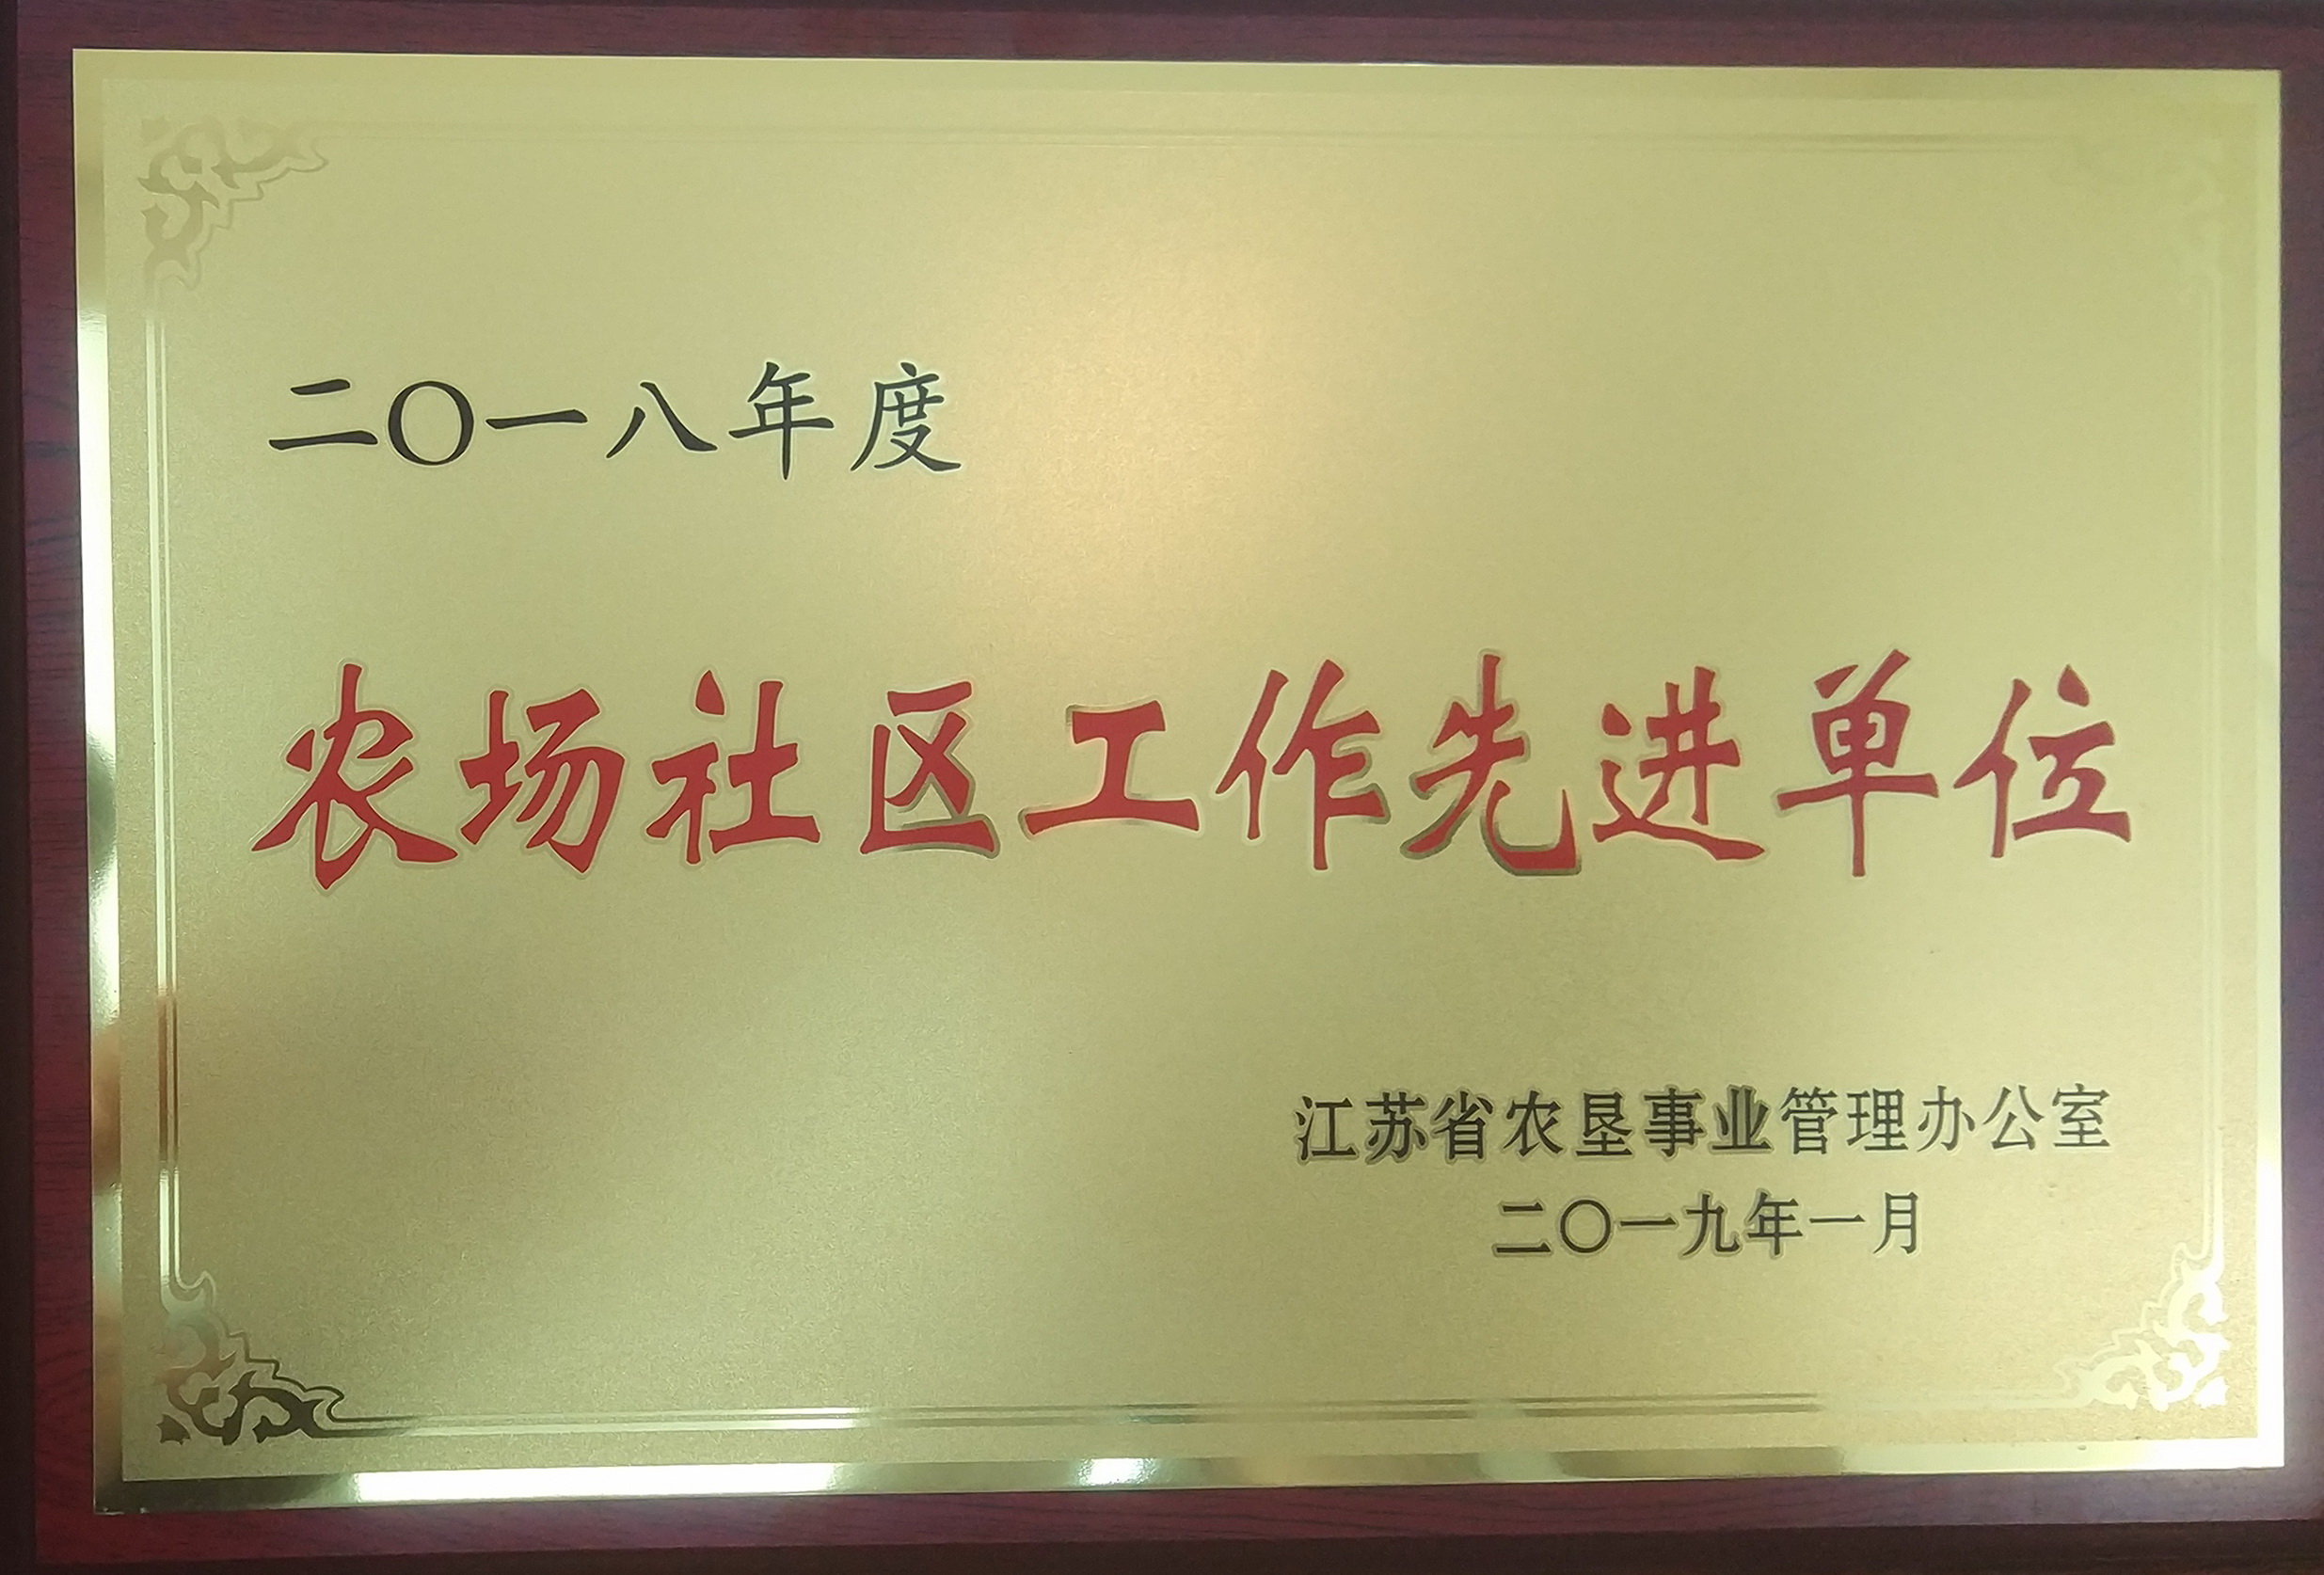 二〇一八年度
农场社区工作先进单位
江苏省农垦事业管理办公室
二〇一九年一月